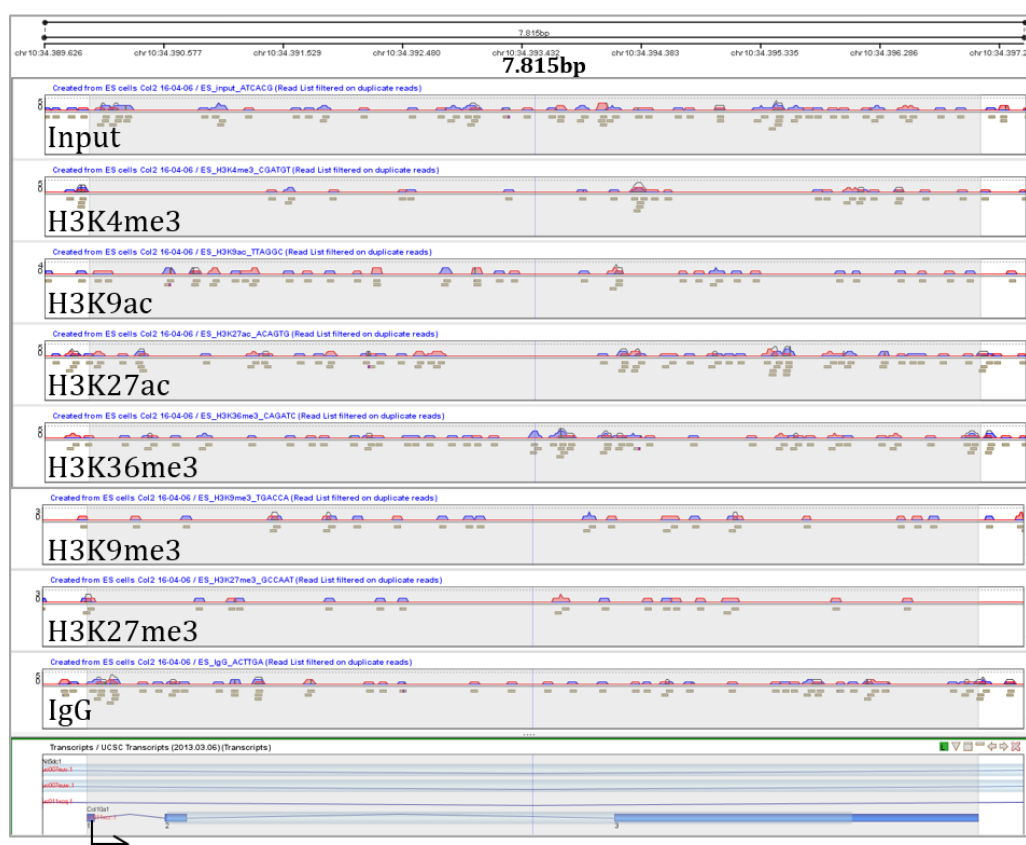 7.815bp
chr10:34.389.626 chr10:34.390.577 chr10:34.391.529 chr10:34.392.480 chr10:34.393.432 chr10:34.394.383 chr10:34.395.335 chr10:34.396.286 chr10:34.397.2
7.815bp
Created from ES cells Col2 16-04-06 / ES_input_ATCACG (Read List filtered on duplicate reads)
Input
Created from ES cells Col2 16-04-06 / ES_H3K4me3_CGATGT (Read List filtered on duplicate reads)
H3K4me3
Created from ES cells Col2 16-04-06 / ES_H3K9ac_TTAGGC (Read List filtered on duplicate reads)
H3K9ac
Created from ES cells Col2 16-04-06 / ES_H3K27ac_ACAGTG (Read List filtered on duplicate reads)
H3K27ac
Created from ES cells Col2 16-04-06 / ES_H3K36me3_CAGATC (Read List filtered on duplicate reads)
H3K36me3
Created from ES cells Col2 16-04-06 / ES_H3K9me3_TGACCA (Read List filtered on duplicate reads)
H3K9me3
Created from ES cells Col2 16-04-06 / ES_H3K27me3_GCCAAT (Read List filtered on duplicate reads)
H3K27me3
Created from ES cells Col2 16-04-06 / ES_IgG_ACTTGA (Read List filtered on duplicate reads)
IgG
Transcripts / UCSC Transcripts (2013.03.06) (Transcripts)
Nt5dc1
Col10a1
1 2 3